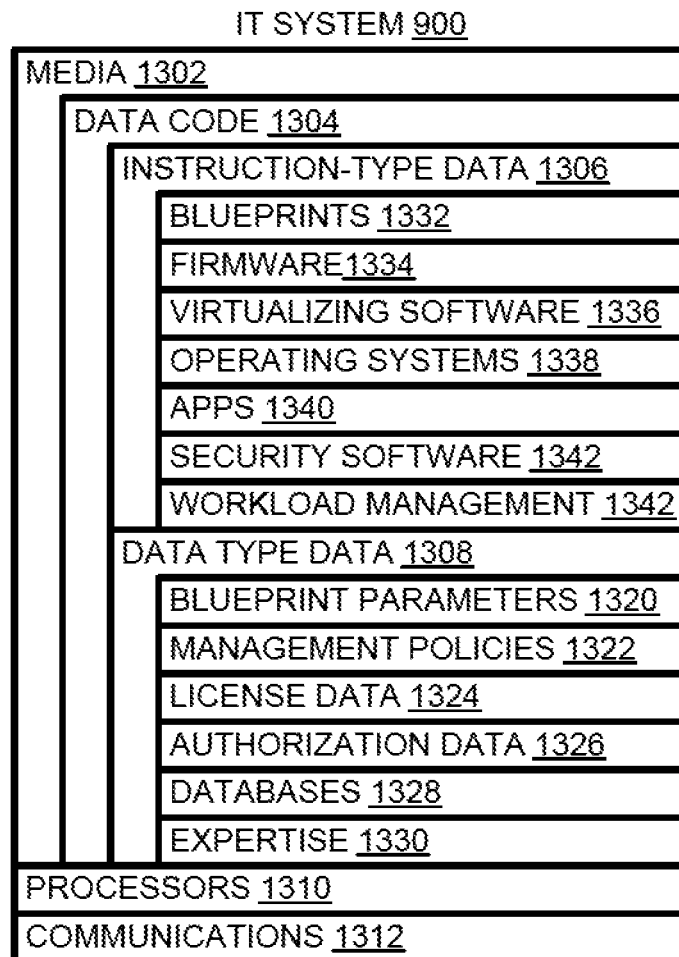 IT SYSTEM 900
MEDIA 1302
DATA CODE 1304
INSTRUCTION-TYPE DATA 1306
BLUEPRINTS 1332
FIRMWARE1334
VIRTUALIZING SOFTWARE 1336
OPERATING SYSTEMS 1338
APPS 1340
SECURITY SOFTWARE 1342
WORKLOAD MANAGEMENT 1342
DATA TYPE DATA 1308
BLUEPRINT PARAMETERS 1320
MANAGEMENT POLICIES 1322
LICENSE DATA 1324
AUTHORIZATION DATA 1326
DATABASES 1328
EXPERTISE 1330
PROCESSORS 1310
COMMUNICATIONS 1312